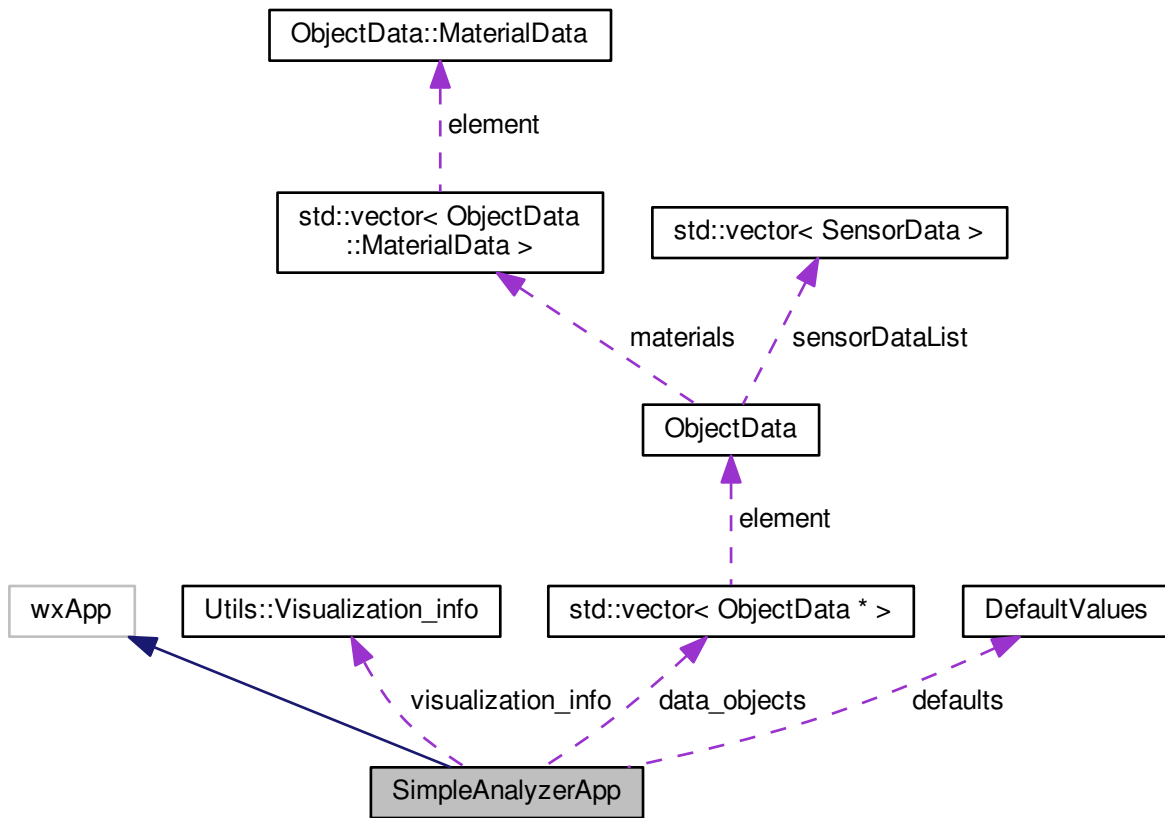 ObjectData::MaterialData
element
std::vector< ObjectData
::MaterialData >
std::vector< SensorData >
materials
sensorDataList
ObjectData
element
wxApp
Utils::Visualization_info
std::vector< ObjectData * >
DefaultValues
visualization_info
data_objects
defaults
SimpleAnalyzerApp